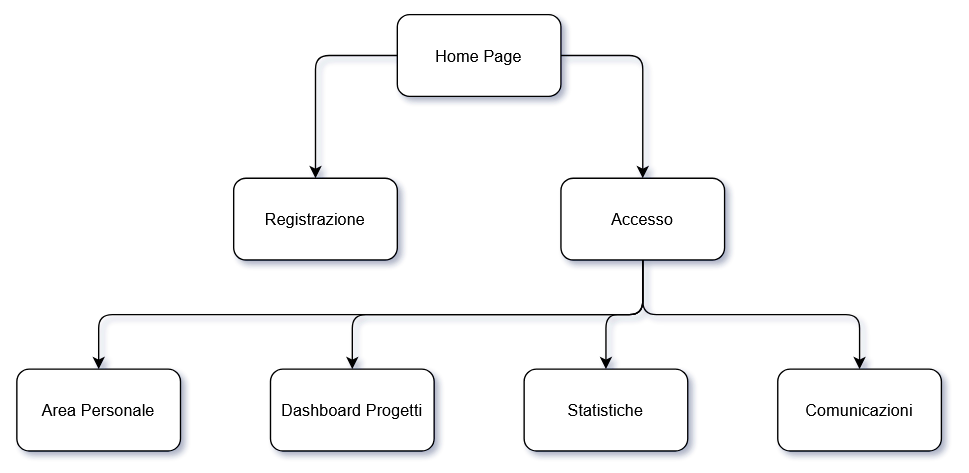 Home Page
Registrazione
Accesso
Area Personale
Dashboard Progetti
Statistiche
Comunicazioni